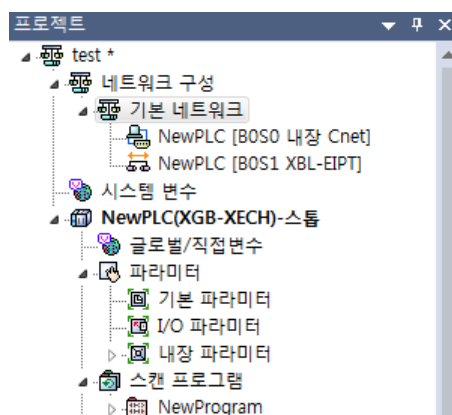 프로젝트
test *
네트워크 구성
기본 네트워크
NewPLC [B0S0 내장 Cnet]
NewPLC [B0S1 XBL-EIPT]
시스템 변수
NewPLC(XGB-XECH)-스톱
글로벌/직접변수
파라미터
기본 파라미터
I/O 파라미터
내장 파라미터
스캔 프로그램
NewProgram